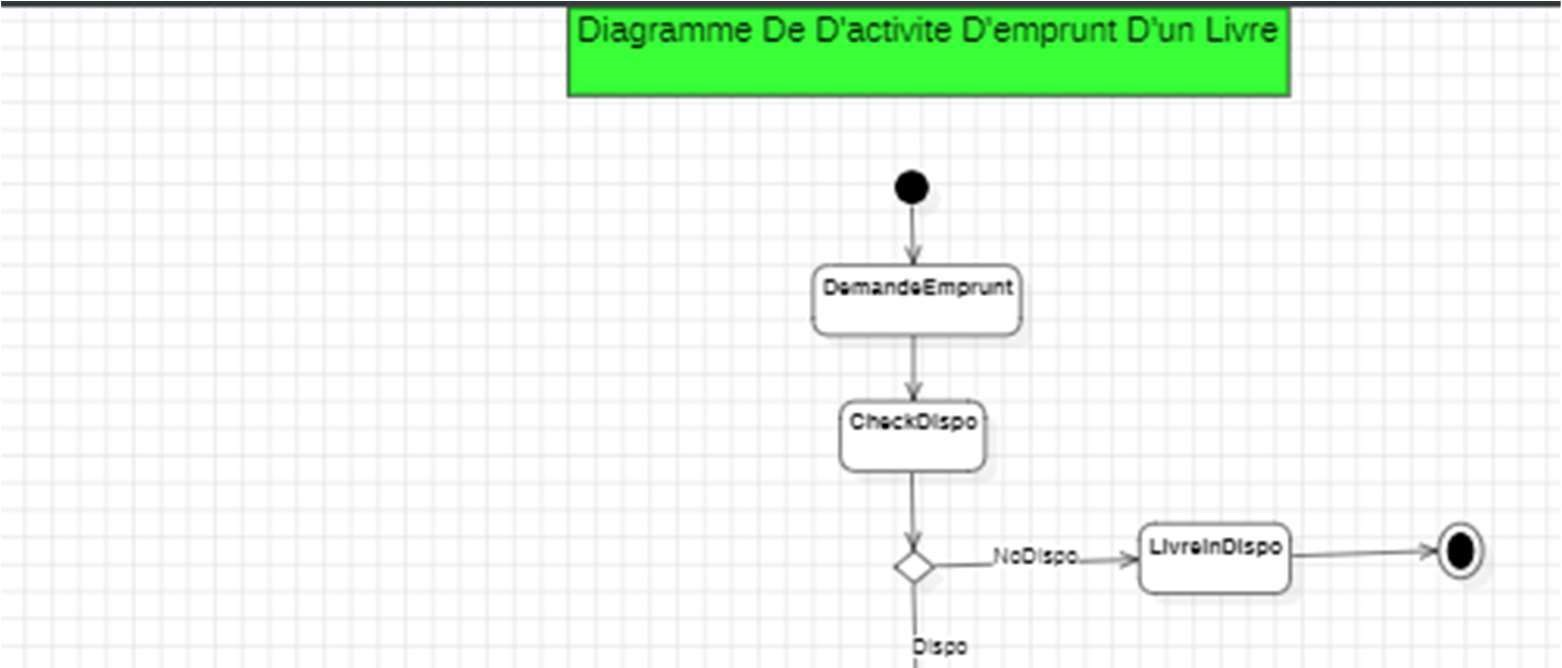 Diagramme De D'activite D'emprunt D'un Livre
DemandeEmprunt
CheckDispo
NoDispo
LivreInDispo
Dispo